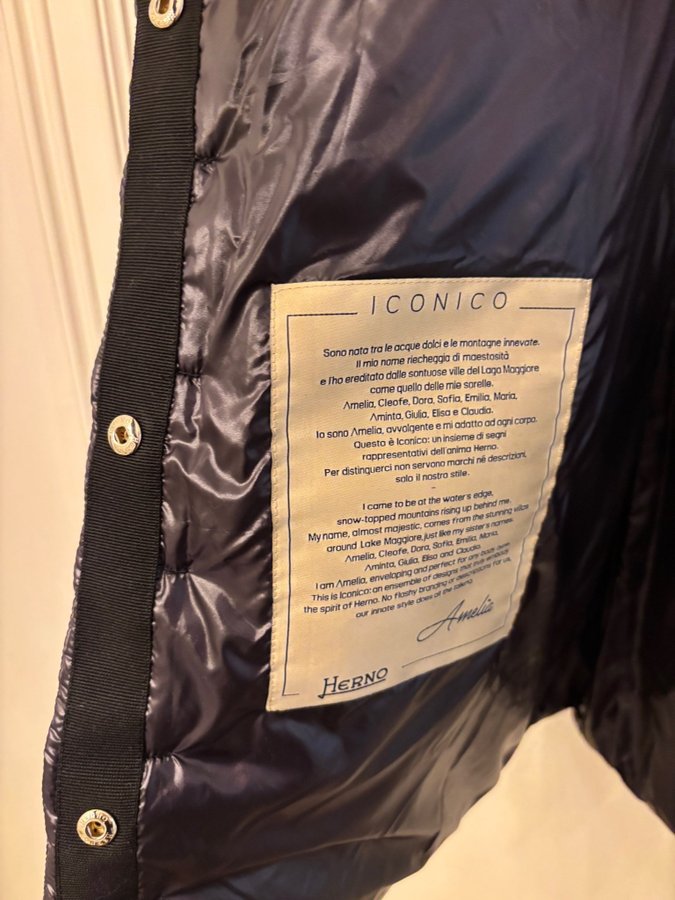 ICONICO
Sono nata tra le acque dolci e le montagne innevate.
Il mio name riecheggia di maestosità
e l'ho ereditato dalle santuose ville del Lago Maggiore
come quello delle mie sorelle.
Amelia, Cleofe, Dora, Sofia, Emilia, Maria,
Aminta, Giulia, Elisa e Claudia.
Io sono Amelia, avvolgente e mi adatto ad ogni corpo.
Questo è Iconico: un insieme di segni
rappresentativi dell'anima Herno.
Per distinguerci non servono marchi né descrizioni,
solo il nostro stile.
-
I came to be at the water's edge,
snow-topped mountains rising up behind me.
My name, almost majestic, comes from the stunning villas
around Lake Maggiore, just like my sister's names.
Amelia, Cleofe, Dora, Sofia, Emilia, Maria,
Aminta, Giulia, Elisa and Claudia.
I am Amelia, enveloping and perfect for any body type.
This is Iconico: an ensemble of designs that truly embody
the spirit of Herno. No flashy branding or descriptions for us,
our innate style does all the talking.
Amelia
HERNO